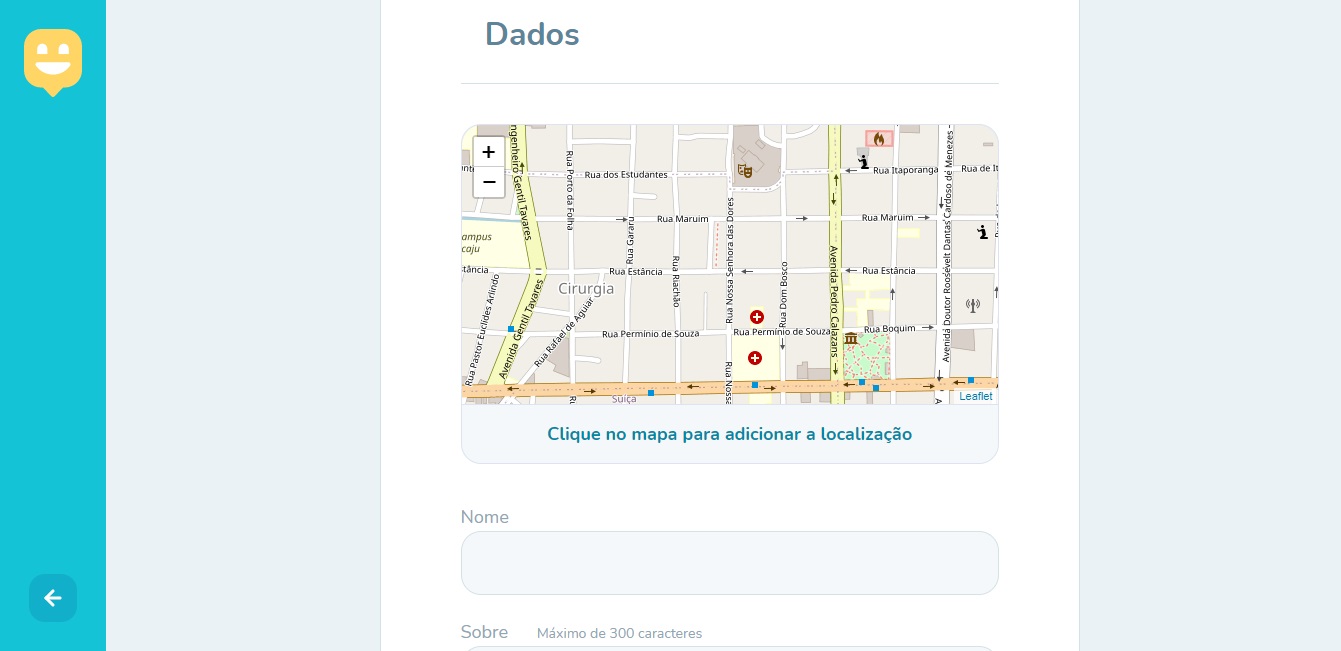 Dados
+
−
Engenheiro Gentil Tavares
Rua Porto da Folha
Rua dos Estudantes
Rua Itaporanga
Rua de It
Avenida Doutor Roosevelt Dantas Cardoso de Menezes
Rua Maruim
Rua Maruim
ampus
caju
Rua Gararu
Rua Nossa Senhora das Dores
stância
Rua Estância
Rua Estância
Rua Riachão
Rua Dom Bosco
Avenida Pedro Calazans
Cirurgia
Rua Pastor Euclides Arlindo
Avenida Gentil Tavares
Rua Rafael de Aguiar
Rua Permínio de Souza
Rua Permínio de Souza
Rua Boquim
Rua Nossa
Suíça
Leaflet
Clique no mapa para adicionar a localização
Nome
Sobre Máximo de 300 caracteres